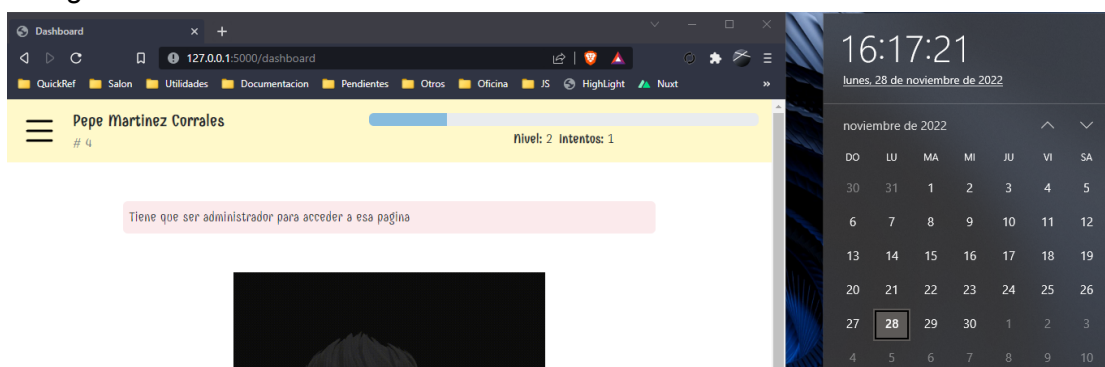 Dashboard
127.0.0.1:5000/dashboard
QuickRef Salon Utilidades Documentacion Pendientes Otros Oficina JS HighLight Nuxt »
Pepe Martinez Corrales
# 4
Nivel: 2 Intentos: 1
Tiene que ser administrador para acceder a esa pagina
16:17:21
lunes, 28 de noviembre de 2022
noviembre de 2022
DO LU MA MI JU VI SA
30 31 1 2 3 4 5
6 7 8 9 10 11 12
13 14 15 16 17 18 19
20 21 22 23 24 25 26
27 28 29 30 1 2 3
4 5 6 7 8 9 10